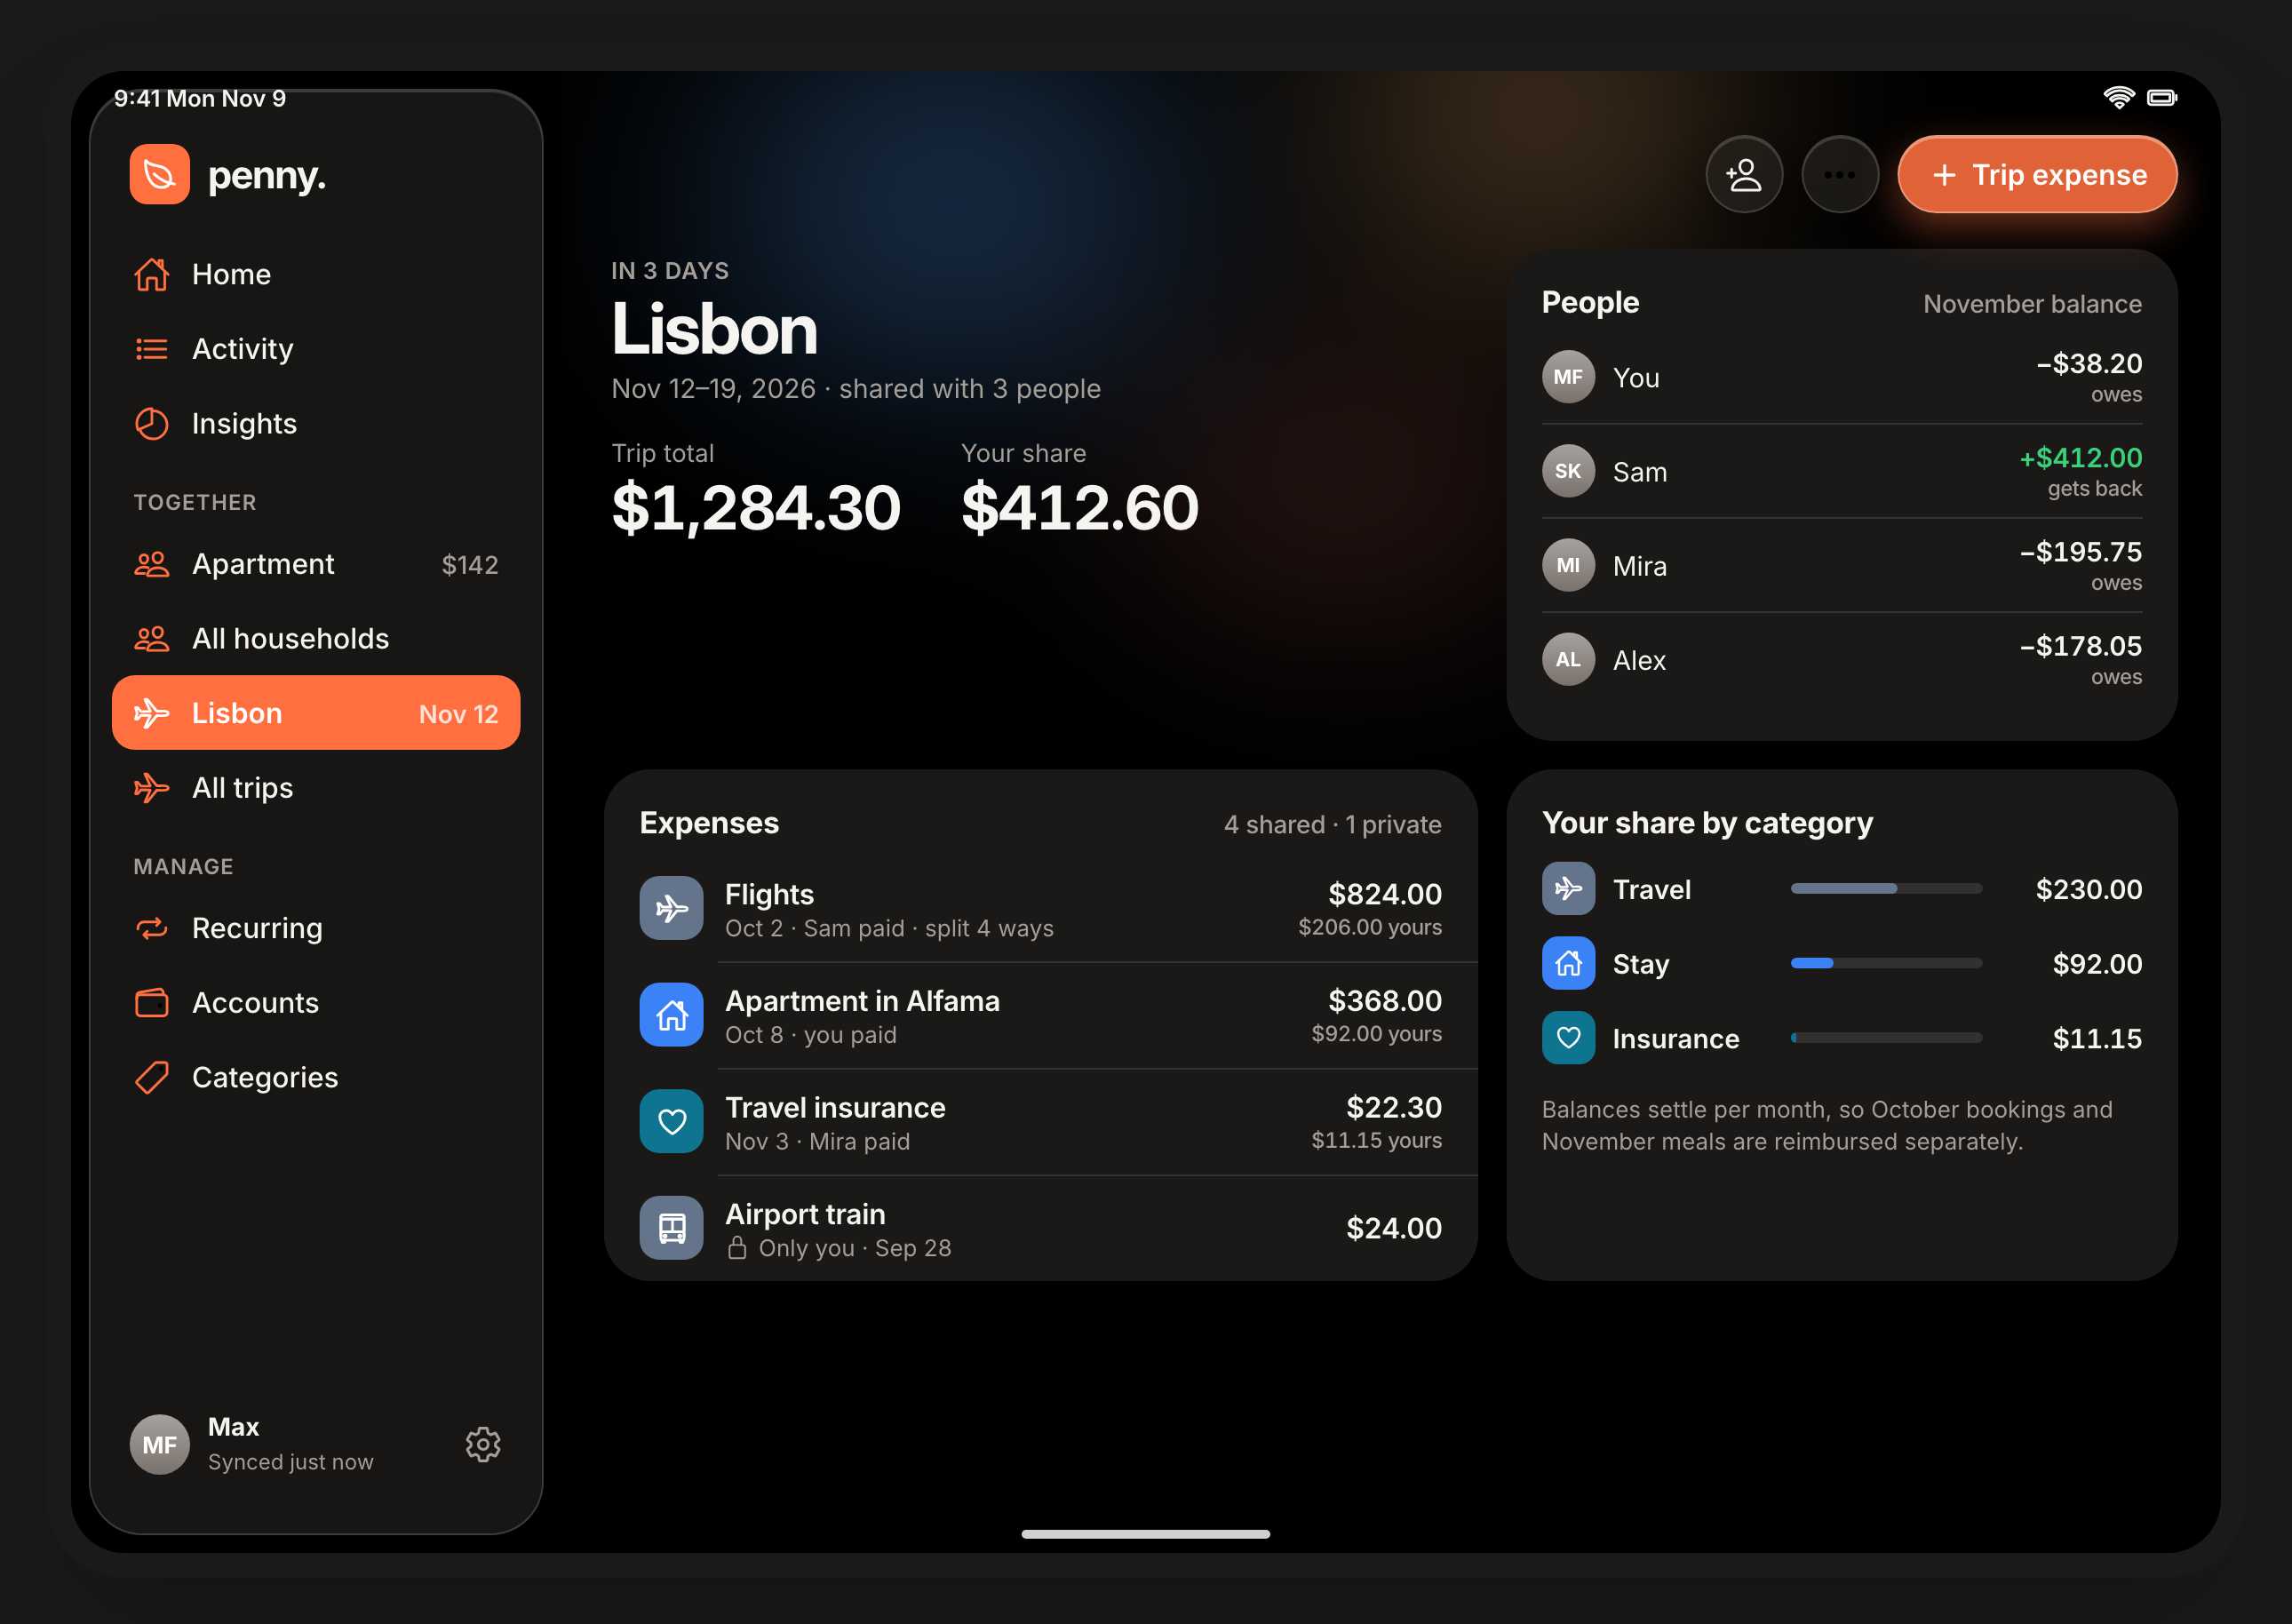 9:41 Mon Nov 9
penny.
Home
Activity
Insights
TOGETHER
Apartment $142
All households
Lisbon Nov 12
All trips
MANAGE
Recurring
Accounts
Categories
MF
Max
Synced just now
+ Trip expense
IN 3 DAYS
Lisbon
Nov 12–19, 2026 · shared with 3 people
Trip total
$1,284.30
Your share
$412.60
People November balance
MF You −$38.20
owes
SK Sam +$412.00
gets back
MI Mira −$195.75
owes
AL Alex −$178.05
owes
Expenses 4 shared · 1 private
Flights $824.00
Oct 2 · Sam paid · split 4 ways $206.00 yours
Apartment in Alfama $368.00
Oct 8 · you paid $92.00 yours
Travel insurance $22.30
Nov 3 · Mira paid $11.15 yours
Airport train $24.00
Only you · Sep 28
Your share by category
Travel $230.00
Stay $92.00
Insurance $11.15
Balances settle per month, so October bookings and
November meals are reimbursed separately.